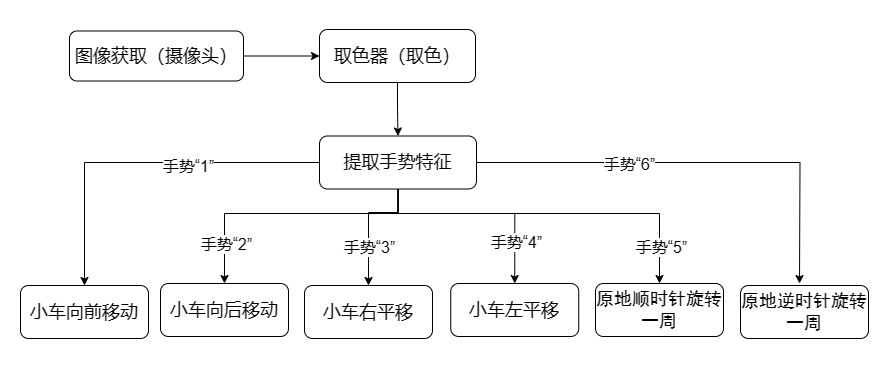 图像获取（摄像头）
取色器（取色）
提取手势特征
手势“1”
手势“6”
手势“2”
手势“3”
手势“4”
手势“5”
小车向前移动
小车向后移动
小车右平移
小车左平移
原地顺时针旋转
一周
原地逆时针旋转
一周